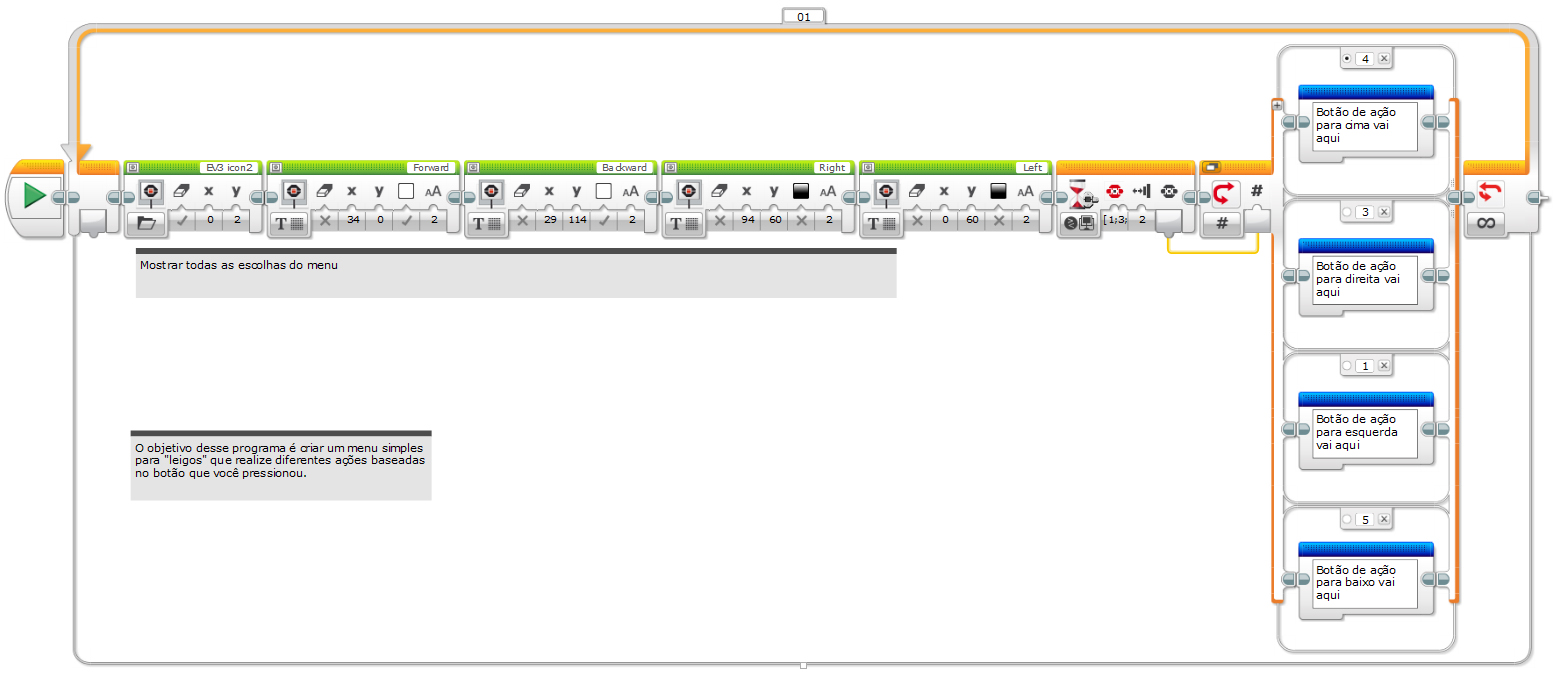 01
EV3 icon2
Forward
Backward
Right
Left
x y
x y AA
x y AA
x y AA
x y AA
#
0 2
T 34 0 2
T 29 114 2
T 94 60 2
T 0 60 2
[1;3; 2
#
∞
Mostrar todas as escolhas do menu
O objetivo desse programa é criar um menu simples
para "leigos" que realize diferentes ações baseadas
no botão que você pressionou.
4
Botão de ação
para cima vai
aqui
3
Botão de ação
para direita vai
aqui
1
Botão de ação
para esquerda
vai aqui
5
Botão de ação
para baixo vai
aqui